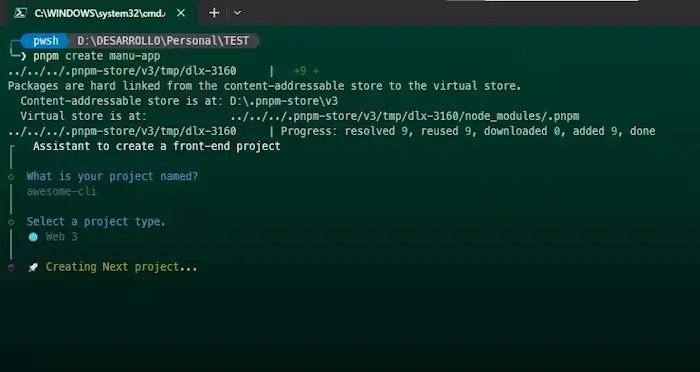 C:\WINDOWS\system32\cmd.
pwsh D:\DESARROLLO\Personal\TEST
❯ pnpm create manu-app
../../../.pnpm-store/v3/tmp/dlx-3160 | +9 +
Packages are hard linked from the content-addressable store to the virtual store.
Content-addressable store is at: D:\.pnpm-store\v3
Virtual store is at: ../../../.pnpm-store/v3/tmp/dlx-3160/node_modules/.pnpm
../../../.pnpm-store/v3/tmp/dlx-3160 | Progress: resolved 9, reused 9, downloaded 0, added 9, done
Assistant to create a front-end project
What is your project named?
awesome-cli
Select a project type.
Web 3
🚀 Creating Next project...